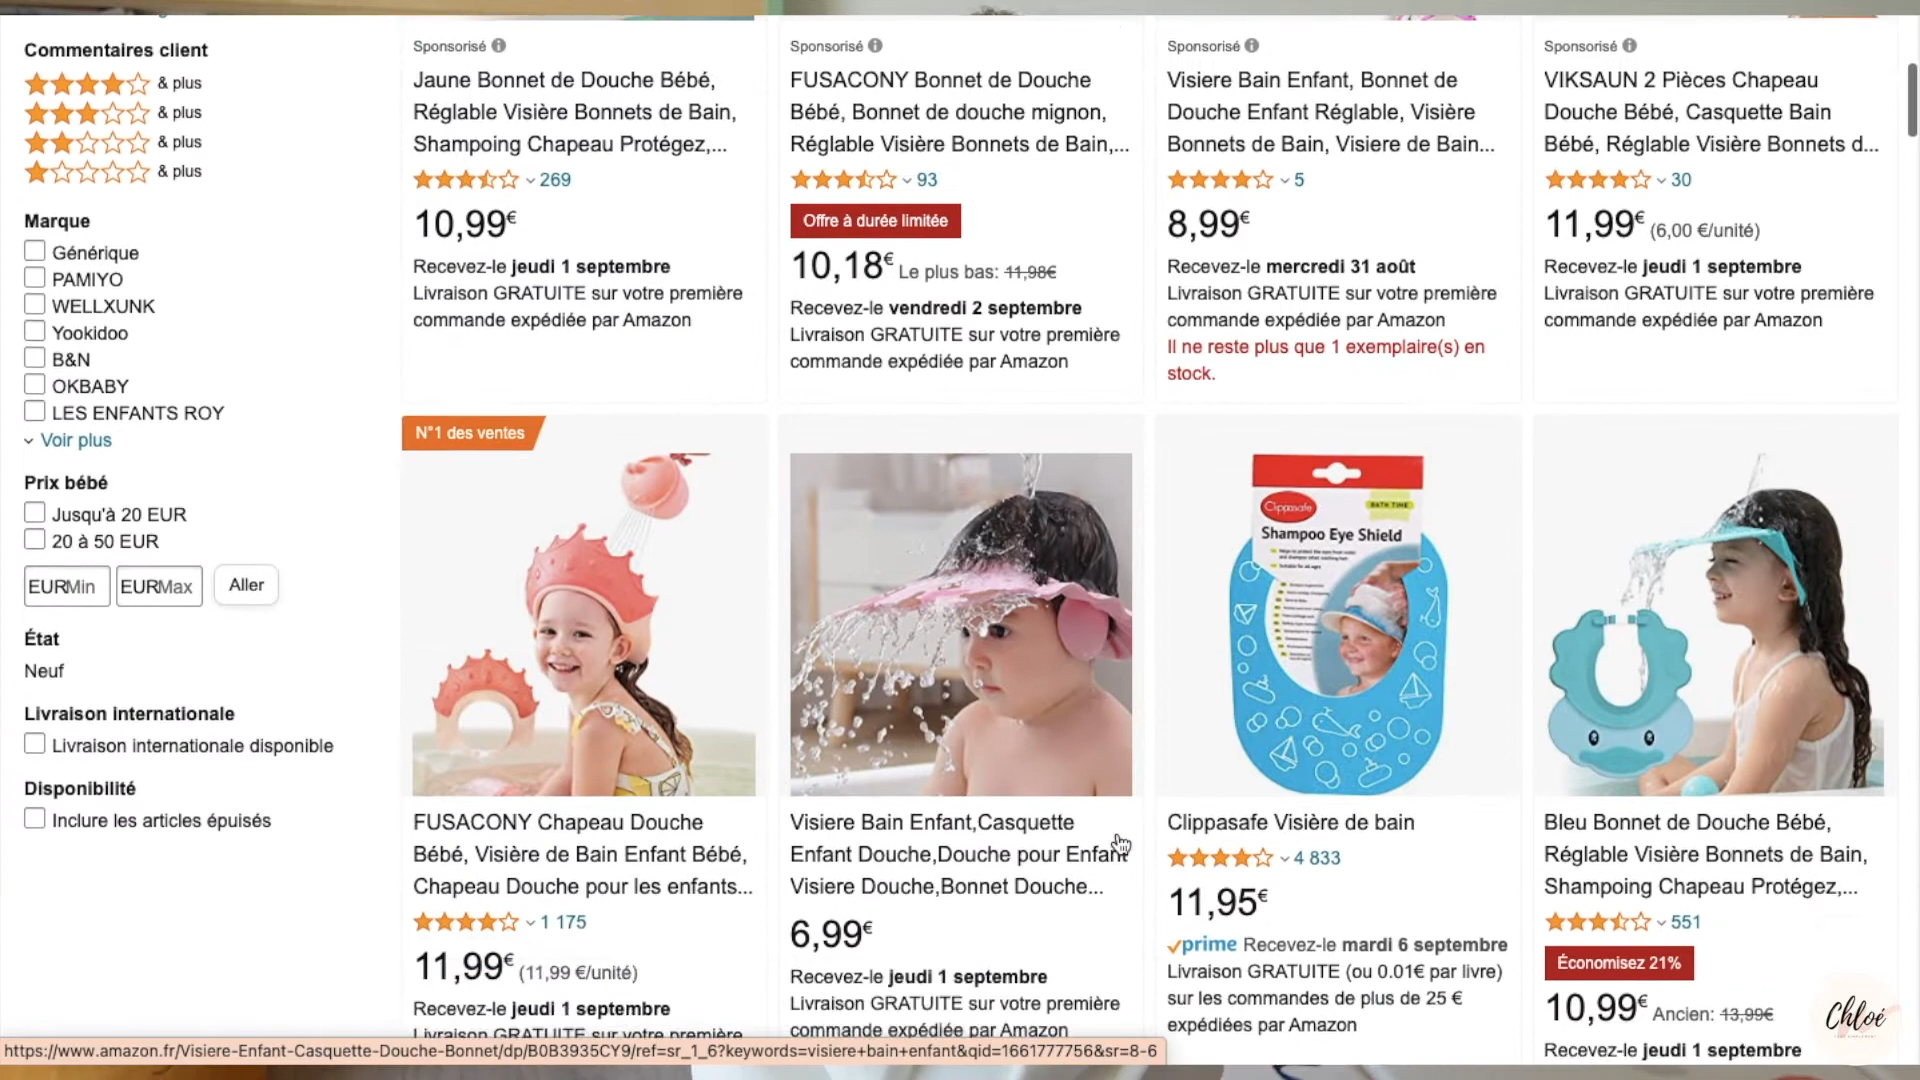 Commentaires client
& plus
& plus
& plus
& plus
Marque
Générique
PAMIYO
WELLXUNK
Yookidoo
B&N
OKBABY
LES ENFANTS ROY
Voir plus
Prix bébé
Jusqu'à 20 EUR
20 à 50 EUR
EUR Min EUR Max Aller
État
Neuf
Livraison internationale
Livraison internationale disponible
Disponibilité
Inclure les articles épuisés
Sponsorisé
Jaune Bonnet de Douche Bébé,
Réglable Visière Bonnets de Bain,
Shampoing Chapeau Protégez,...
269
10,99€
Recevez-le jeudi 1 septembre
Livraison GRATUITE sur votre première
commande expédiée par Amazon
Sponsorisé
FUSACONY Bonnet de Douche
Bébé, Bonnet de douche mignon,
Réglable Visière Bonnets de Bain,...
93
Offre à durée limitée
10,18€ Le plus bas: 11,98€
Recevez-le vendredi 2 septembre
Livraison GRATUITE sur votre première
commande expédiée par Amazon
Sponsorisé
Visiere Bain Enfant, Bonnet de
Douche Enfant Réglable, Visière
Bonnets de Bain, Visiere de Bain...
5
8,99€
Recevez-le mercredi 31 août
Livraison GRATUITE sur votre première
commande expédiée par Amazon
Il ne reste plus que 1 exemplaire(s) en
stock.
Sponsorisé
VIKSAUN 2 Pièces Chapeau
Douche Bébé, Casquette Bain
Bébé, Réglable Visière Bonnets d...
30
11,99€ (6,00 €/unité)
Recevez-le jeudi 1 septembre
Livraison GRATUITE sur votre première
commande expédiée par Amazon
N°1 des ventes
FUSACONY Chapeau Douche
Bébé, Visière de Bain Enfant Bébé,
Chapeau Douche pour les enfants...
1 175
11,99€ (11,99 €/unité)
Recevez-le jeudi 1 septembre
Livraison GRATUITE sur votre première
Visiere Bain Enfant,Casquette
Enfant Douche,Douche pour Enfant
Visiere Douche,Bonnet Douche...
6,99€
Recevez-le jeudi 1 septembre
Livraison GRATUITE sur votre première
commande expédiée par Amazon
Clippasafe
BATH TIME
Shampoo Eye Shield
Clippasafe Visière de bain
4 833
11,95€
prime Recevez-le mardi 6 septembre
Livraison GRATUITE (ou 0.01€ par livre)
sur les commandes de plus de 25 €
expédiées par Amazon
Bleu Bonnet de Douche Bébé,
Réglable Visière Bonnets de Bain,
Shampoing Chapeau Protégez,...
551
Économisez 21%
10,99€ Ancien: 13,99€
Recevez-le jeudi 1 septembre
Chloé
https://www.amazon.fr/Visiere-Enfant-Casquette-Douche-Bonnet/dp/B0B3935CY9/ref=sr_1_6?keywords=visiere+bain+enfant&qid=1661777756&sr=8-6